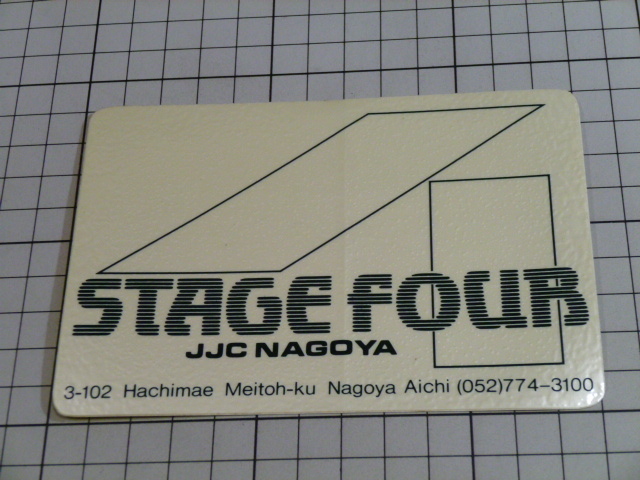 STAGE FOUR
JJC NAGOYA
3-102 Hachimae Meitoh-ku Nagoya Aichi (052)774-3100